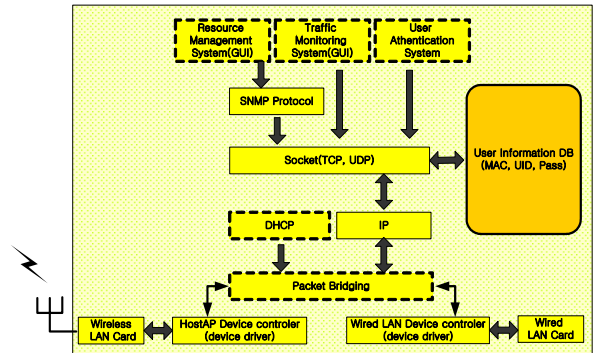 Resource
Management
System(GUI)
Traffic
Monitoring
System(GUI)
User
Athentication
System
SNMP Protocol
Socket(TCP, UDP)
User Information DB
(MAC, UID, Pass)
DHCP
IP
Packet Bridging
Wireless
LAN Card
HostAP Device controler
(device driver)
Wired LAN Device controler
(device driver)
Wired
LAN Card